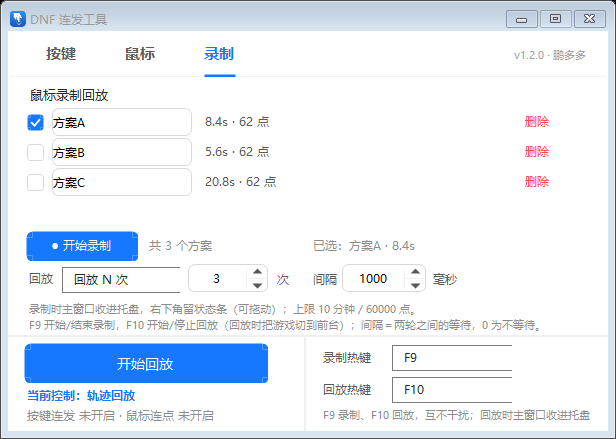 DNF 连发工具
按键 鼠标 录制 v1.2.0 · 鹏多多
鼠标录制回放
方案A 8.4s · 62 点 删除
方案B 5.6s · 62 点 删除
方案C 20.8s · 62 点 删除
● 开始录制 共 3 个方案 已选：方案A · 8.4s
回放 回放 N 次 3 次 间隔 1000 毫秒
录制时主窗口收进托盘，右下角留状态条（可拖动）；上限 10 分钟 / 60000 点。
F9 开始/结束录制，F10 开始/停止回放（回放时把游戏切到前台）；间隔 = 两轮之间的等待，0 为不等待。
开始回放
当前控制：轨迹回放
按键连发 未开启 · 鼠标连点 未开启
录制热键 F9
回放热键 F10
F9 录制、F10 回放，互不干扰；回放时主窗口收进托盘